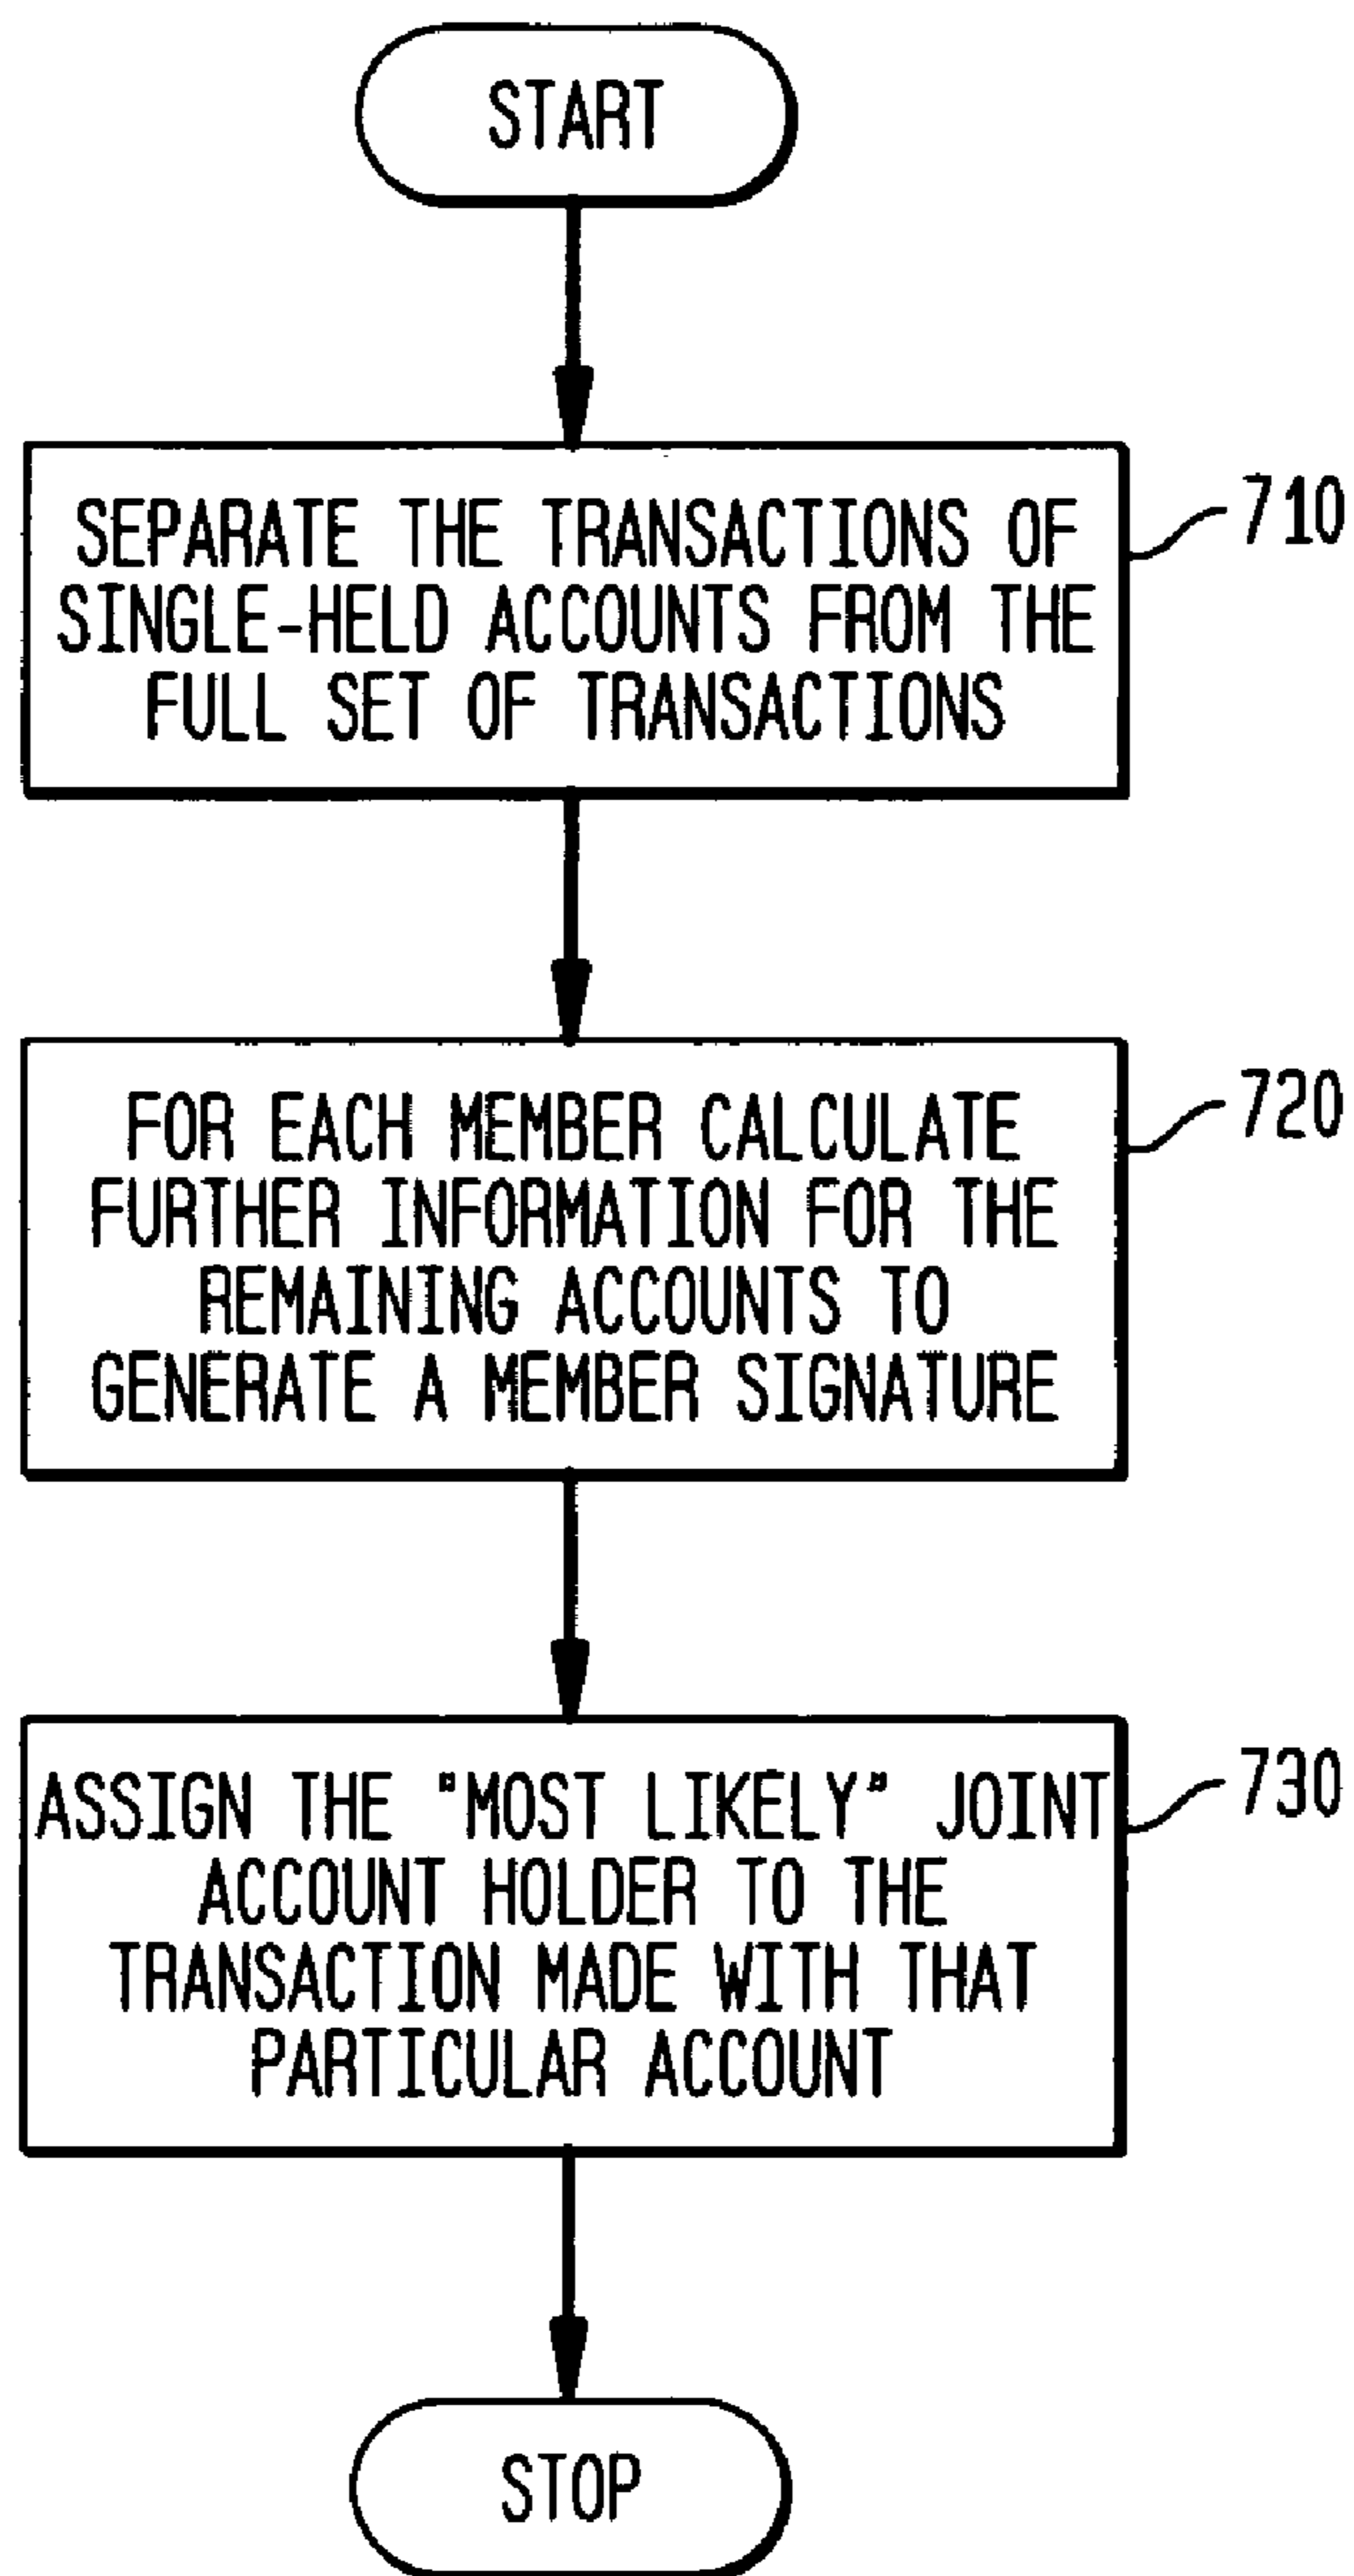 START
SEPARATE THE TRANSACTIONS OF
SINGLE-HELD ACCOUNTS FROM THE
FULL SET OF TRANSACTIONS
710
FOR EACH MEMBER CALCULATE
FURTHER INFORMATION FOR THE
REMAINING ACCOUNTS TO
GENERATE A MEMBER SIGNATURE
720
ASSIGN THE "MOST LIKELY" JOINT
ACCOUNT HOLDER TO THE
TRANSACTION MADE WITH THAT
PARTICULAR ACCOUNT
730
STOP